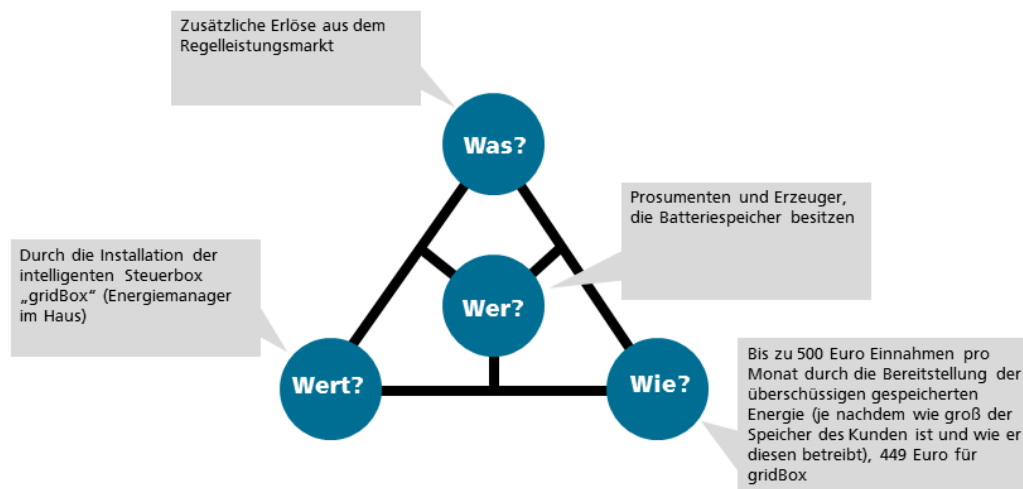 Zusätzliche Erlöse aus dem
Regelleistungsmarkt
Was?
Prosumenten und Erzeuger,
die Batteriespeicher besitzen
Wer?
Durch die Installation der
intelligenten Steuerbox
„gridBox“ (Energiemanager
im Haus)
Wert?
Wie?
Bis zu 500 Euro Einnahmen pro
Monat durch die Bereitstellung der
überschüssigen gespeicherten
Energie (je nachdem wie groß der
Speicher des Kunden ist und wie er
diesen betreibt), 449 Euro für
gridBox